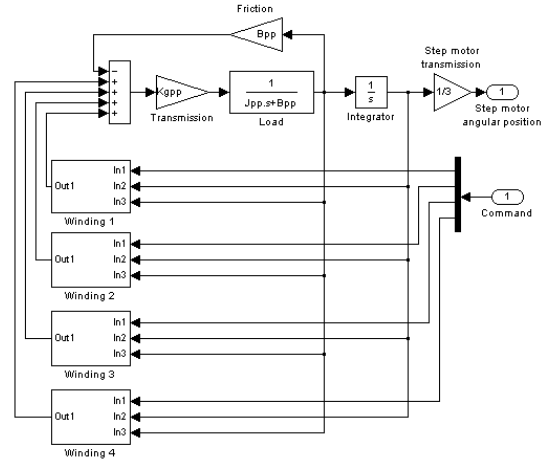 Friction
Bpp
Step motor
transmission
−
+
+
+
+
Kgpp
Transmission
1
Jpp.s+Bpp
Load
1
s
Integrator
1/3
1
Step motor
angular position
Out1
In1
In2
In3
Winding 1
1
Command
Out1
In1
In2
In3
Winding 2
Out1
In1
In2
In3
Winding 3
Out1
In1
In2
In3
Winding 4